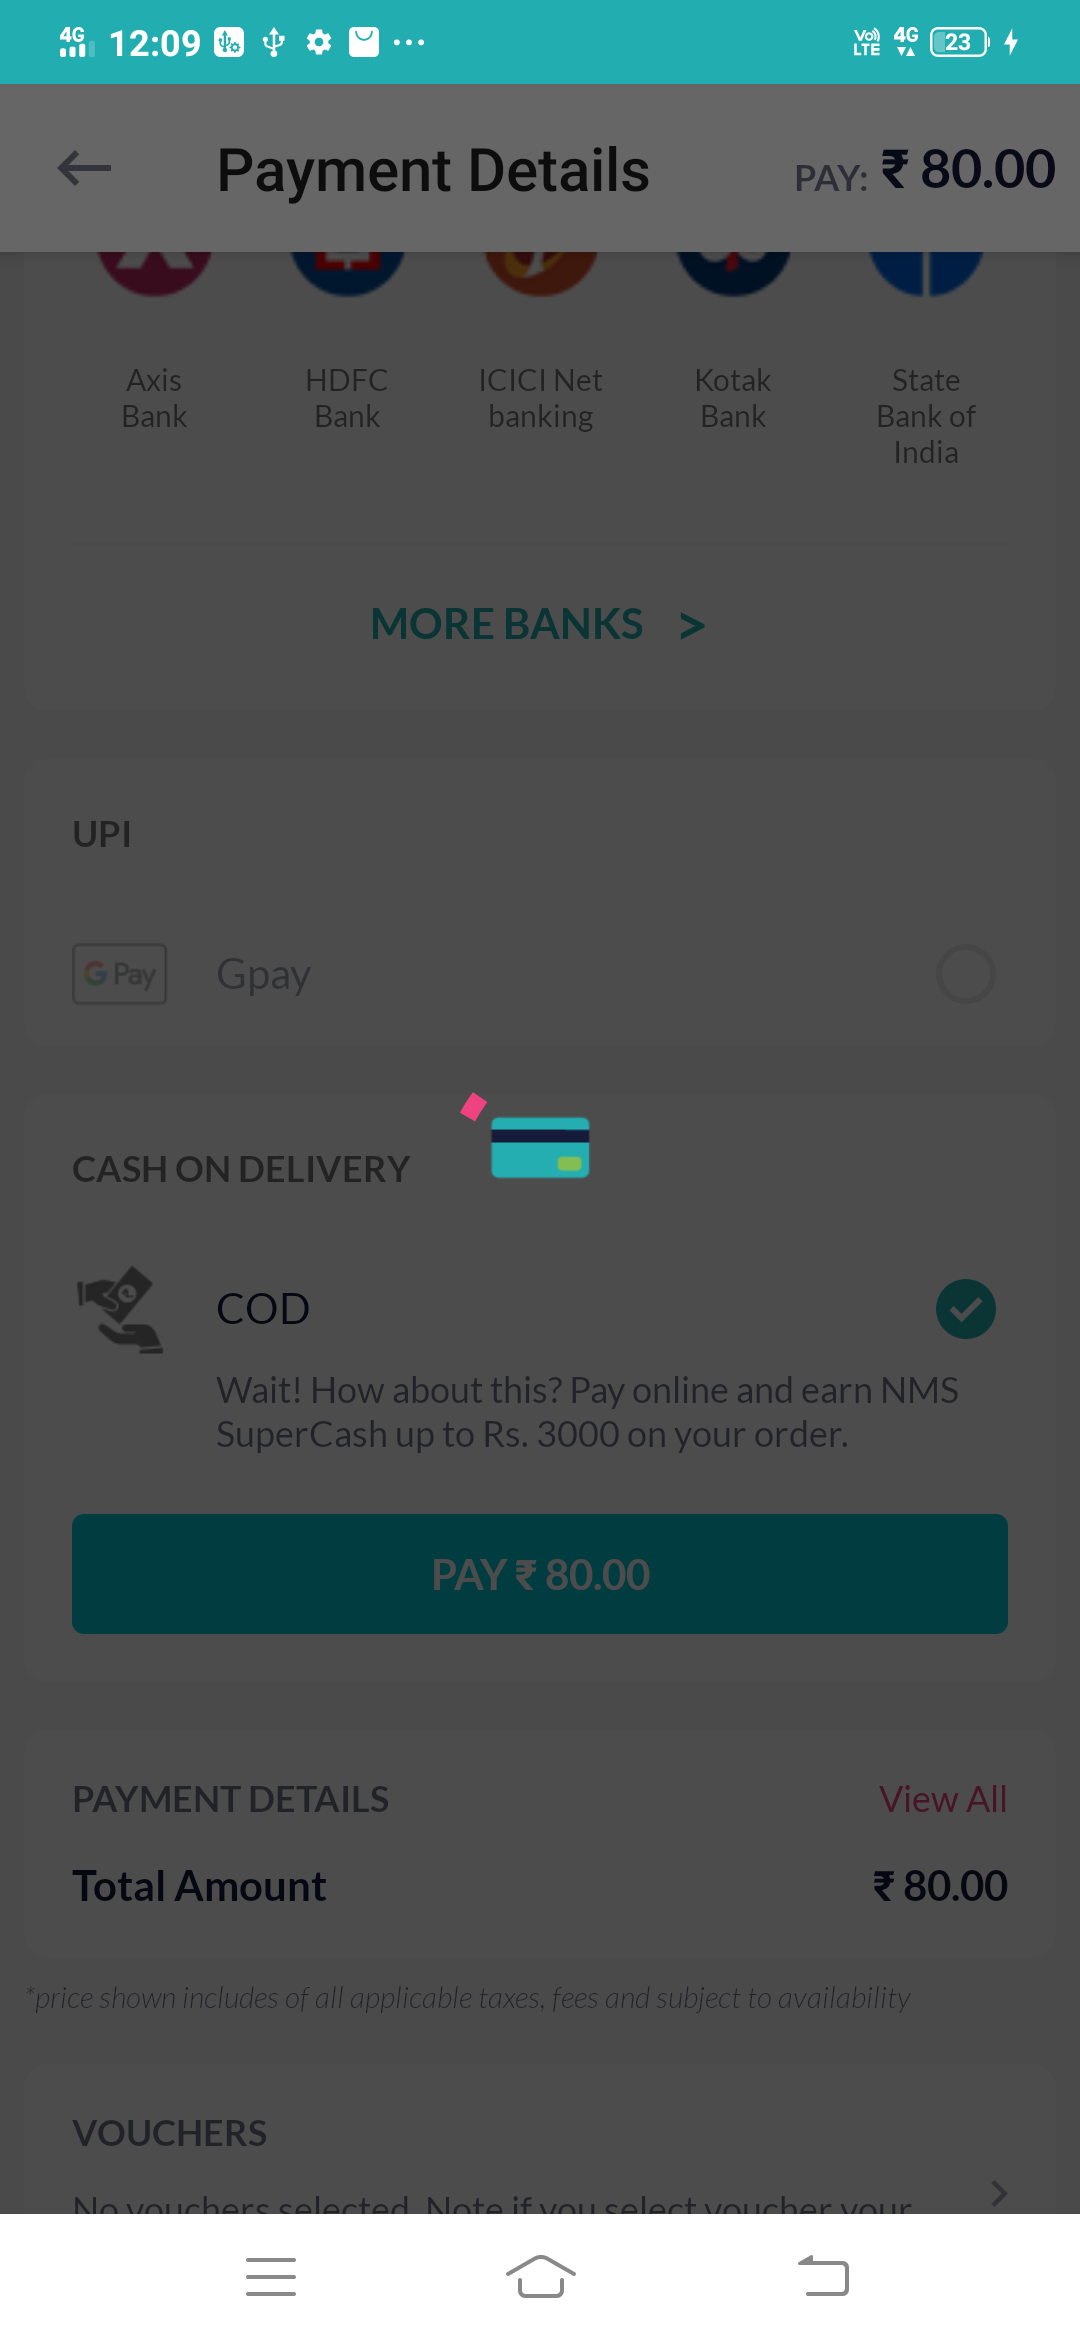 4G 12:09 Vo)) LTE 4G 23
Payment Details PAY: ₹ 80.00
Axis Bank
HDFC Bank
ICICI Net banking
Kotak Bank
State Bank of India
MORE BANKS >
UPI
G Pay Gpay
CASH ON DELIVERY
COD
Wait! How about this? Pay online and earn NMS
SuperCash up to Rs. 3000 on your order.
PAY ₹ 80.00
PAYMENT DETAILS View All
Total Amount ₹ 80.00
*price shown includes of all applicable taxes, fees and subject to availability
VOUCHERS
No vouchers selected. Note if you select voucher your